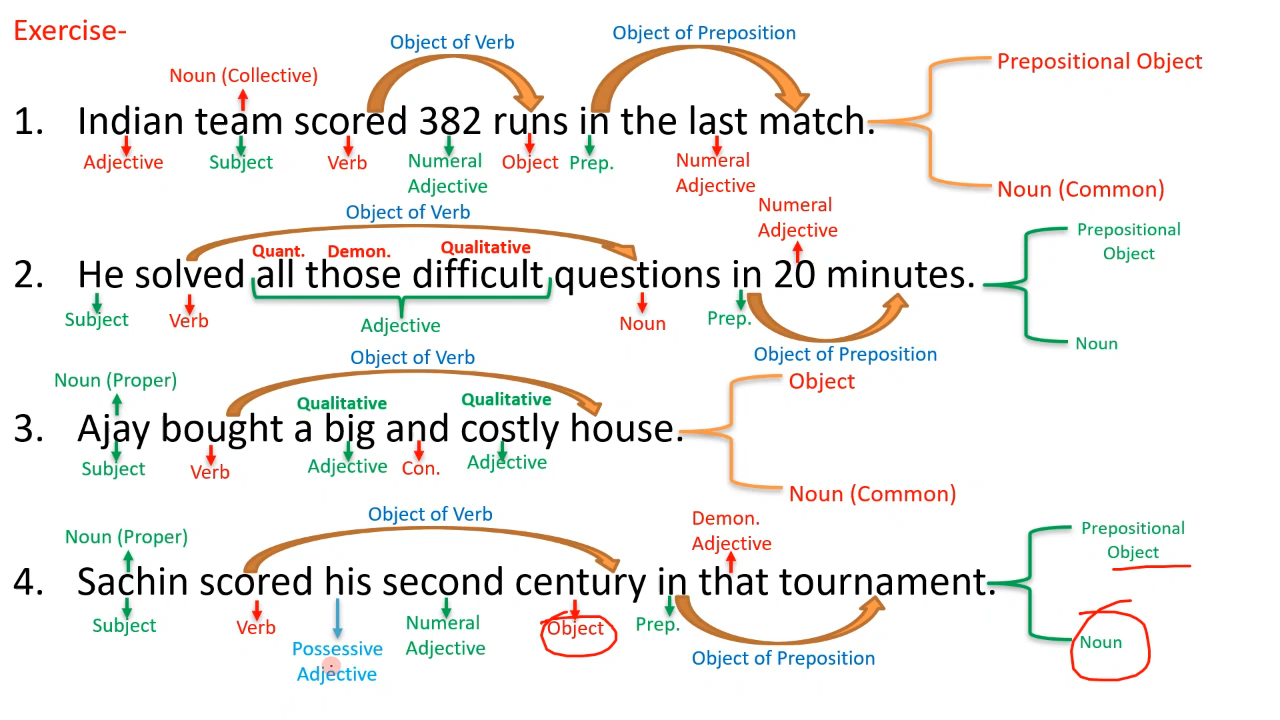 Exercise-
Object of Verb
Object of Preposition
Noun (Collective)
Prepositional Object
1. Indian team scored 382 runs in the last match.
Adjective Subject Verb Numeral Adjective Object Prep. Numeral Adjective
Noun (Common)
Object of Verb
Numeral Adjective
Quant. Demon. Qualitative
Prepositional Object
2. He solved all those difficult questions in 20 minutes.
Subject Verb Adjective Noun Prep.
Noun
Object of Verb
Object of Preposition
Noun (Proper)
Object
Qualitative Qualitative
3. Ajay bought a big and costly house.
Subject Verb Adjective Con. Adjective
Noun (Common)
Object of Verb
Demon. Adjective
Noun (Proper)
Prepositional Object
4. Sachin scored his second century in that tournament.
Subject Verb Possessive Adjective Numeral Adjective Object Prep.
Noun
Object of Preposition